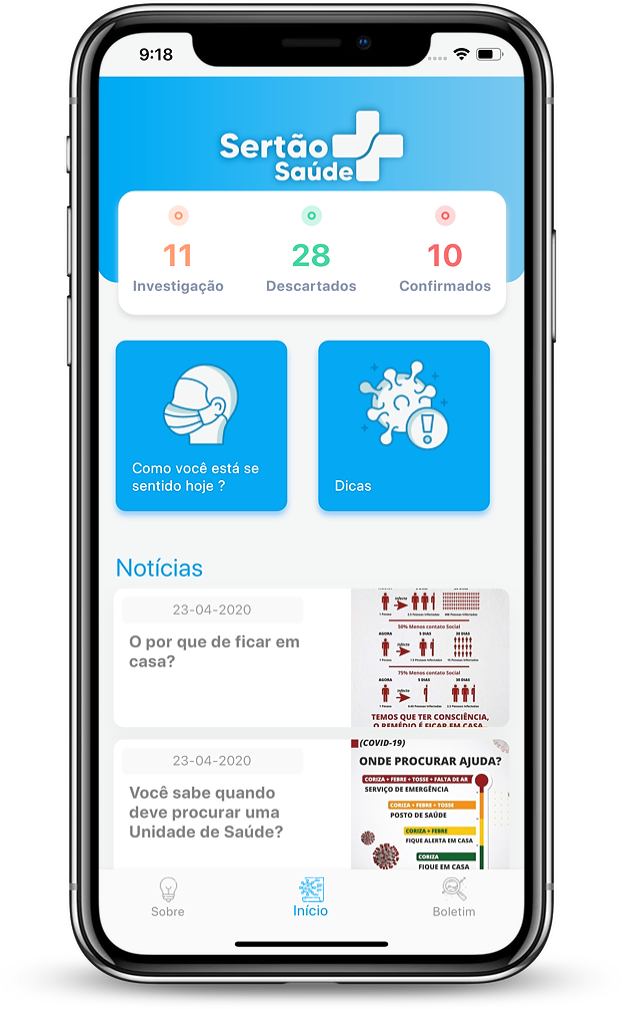 9:18
Sertão
Saúde
11
28
10
Investigação
Descartados
Confirmados
Como você está se
sentido hoje ?
Dicas
Notícias
23-04-2020
O por que de ficar em
casa?
50% Menos contato Social
AGORA
5 DIAS
30 DIAS
75% Menos contato Social
AGORA
5 DIAS
30 DIAS
TEMOS QUE TER CONSCIÊNCIA,
O REMÉDIO É FICAR EM CASA.
23-04-2020
Você sabe quando
deve procurar uma
Unidade de Saúde?
(COVID-19)
ONDE PROCURAR AJUDA?
CORIZA + FEBRE + TOSSE + FALTA DE AR
SERVIÇO DE EMERGÊNCIA
CORIZA + FEBRE + TOSSE
POSTO DE SAÚDE
CORIZA + FEBRE
FIQUE ALERTA EM CASA
CORIZA
FIQUE EM CASA
Sobre
Início
Boletim